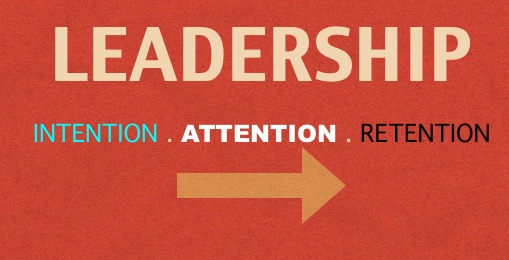 LEADERSHIP
INTENTION . ATTENTION . RETENTION